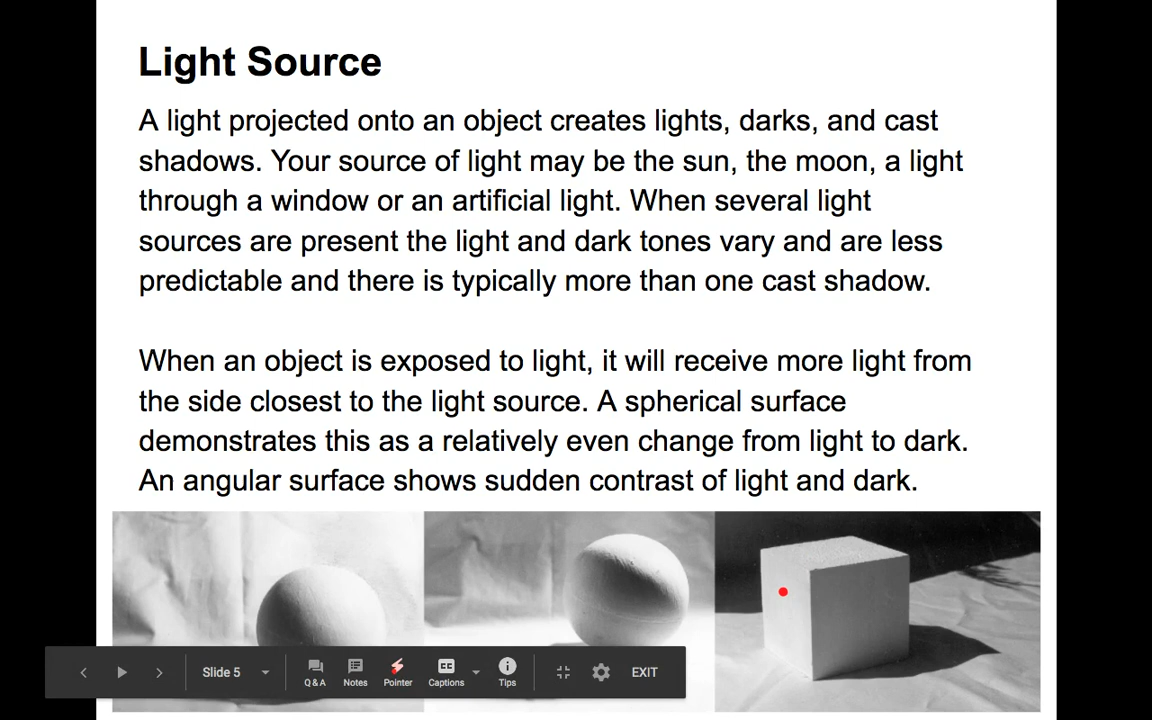 Light Source
A light projected onto an object creates lights, darks, and cast
shadows. Your source of light may be the sun, the moon, a light
through a window or an artificial light. When several light
sources are present the light and dark tones vary and are less
predictable and there is typically more than one cast shadow.
When an object is exposed to light, it will receive more light from
the side closest to the light source. A spherical surface
demonstrates this as a relatively even change from light to dark.
An angular surface shows sudden contrast of light and dark.
Slide 5
Q&A
Notes
Pointer
CC
Captions
Tips
EXIT